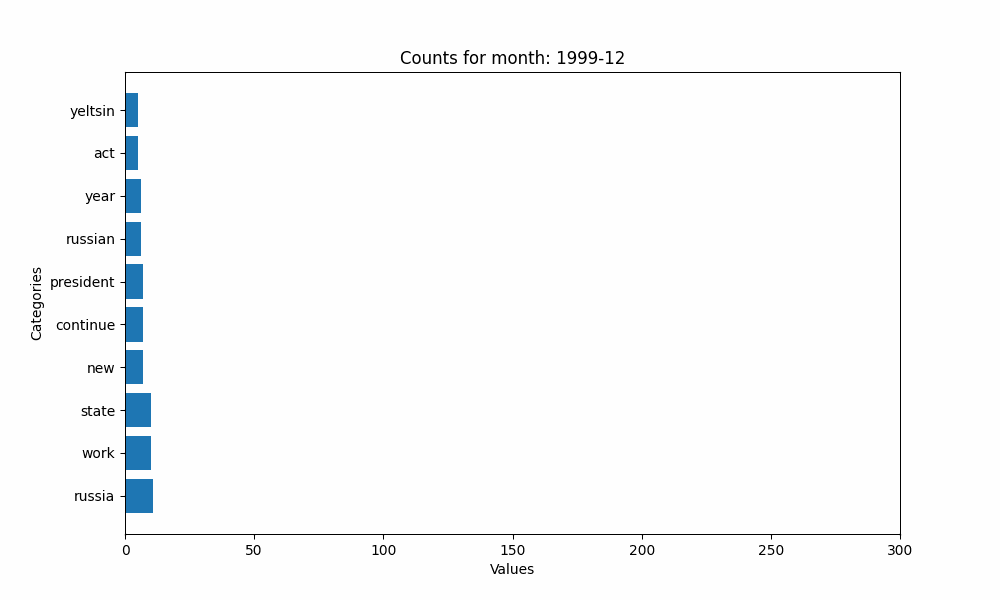 Counts for month: 1999-12
yeltsin
act
year
russian
president
continue
new
state
work
russia
Categories
0 50 100 150 200 250 300
Values